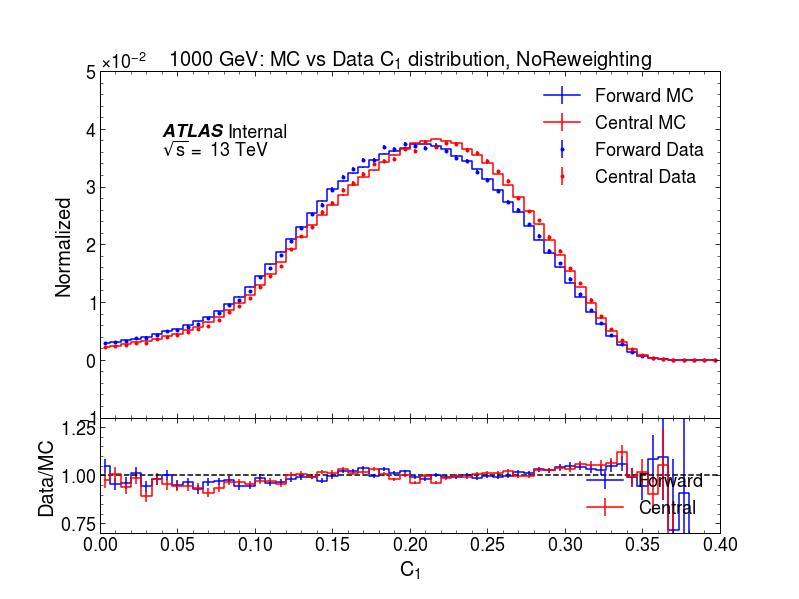 ×10⁻² 1000 GeV: MC vs Data C₁ distribution, NoReweighting
5
4
3
2
1
0
−1
Normalized
ATLAS Internal
√s = 13 TeV
Forward MC
Central MC
Forward Data
Central Data
1.25
1.00
0.75
Data/MC
Forward
Central
0.00 0.05 0.10 0.15 0.20 0.25 0.30 0.35 0.40
C₁